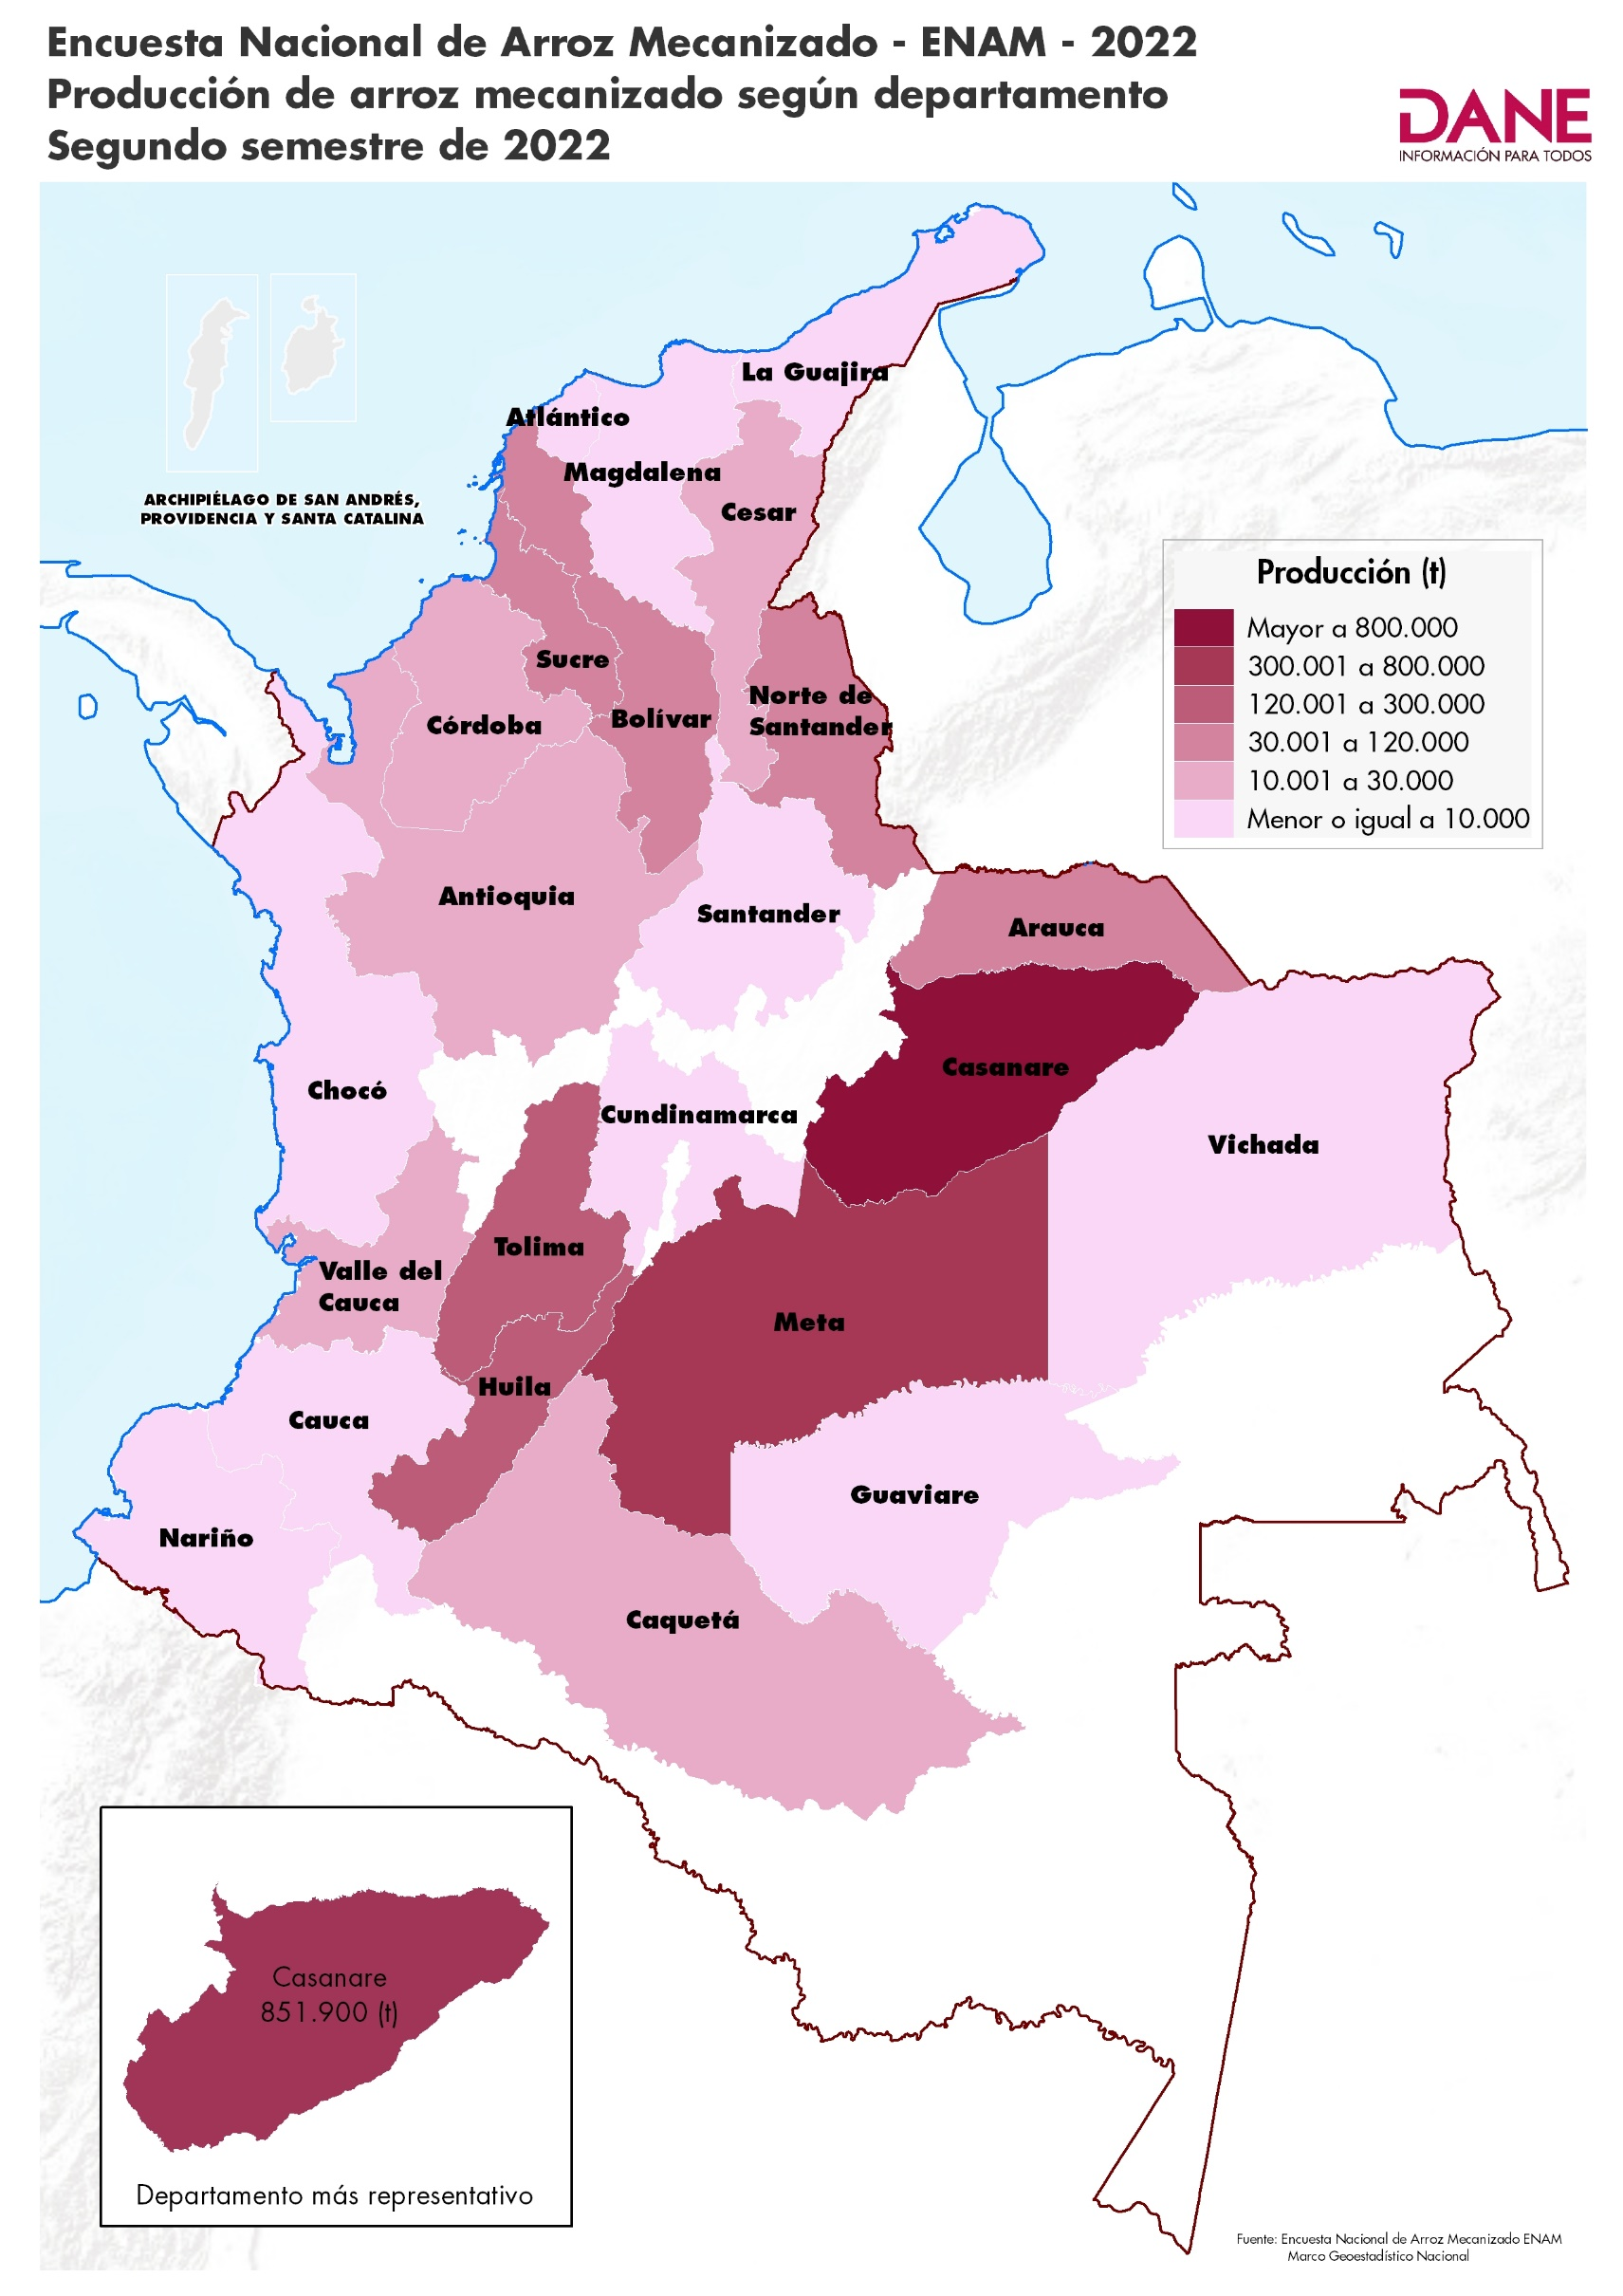 Encuesta Nacional de Arroz Mecanizado - ENAM - 2022
Producción de arroz mecanizado según departamento
Segundo semestre de 2022
DANE
INFORMACIÓN PARA TODOS
La Guajira
Atlántico
Magdalena
Cesar
ARCHIPIÉLAGO DE SAN ANDRÉS,
PROVIDENCIA Y SANTA CATALINA
Producción (t)
Mayor a 800.000
300.001 a 800.000
120.001 a 300.000
30.001 a 120.000
10.001 a 30.000
Menor o igual a 10.000
Sucre
Norte de
Santander
Córdoba
Bolívar
Antioquia
Santander
Arauca
Casanare
Chocó
Cundinamarca
Vichada
Tolima
Valle del
Cauca
Meta
Huila
Cauca
Guaviare
Nariño
Caquetá
Casanare
851.900 (t)
Departamento más representativo
Fuente: Encuesta Nacional de Arroz Mecanizado ENAM
Marco Geoestadístico Nacional